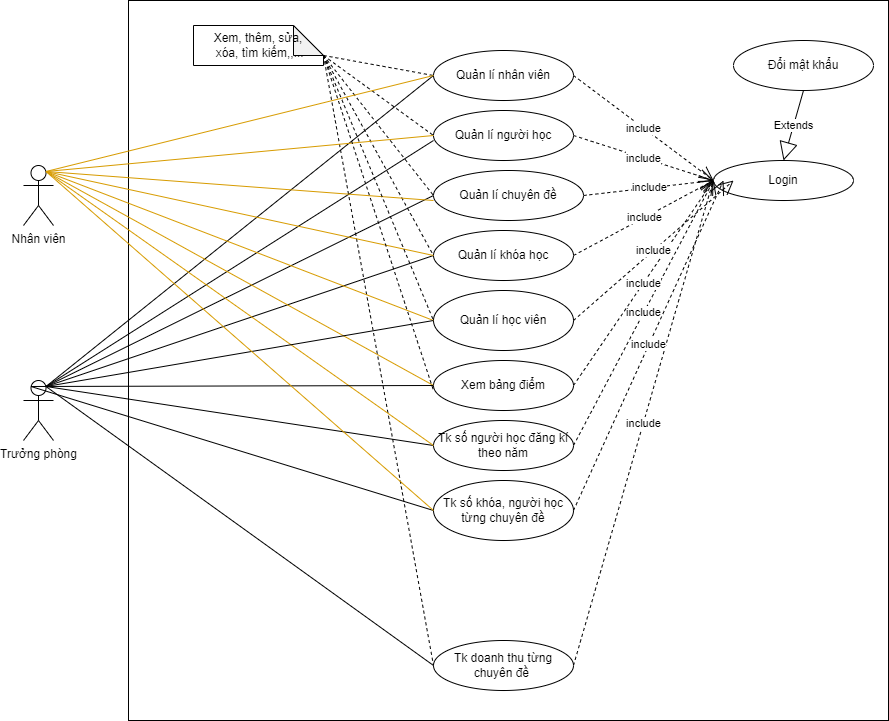 Xem, thêm, sửa,
xóa, tìm kiếm,,...
Quản lí nhân viên
Đổi mật khẩu
include
Extends
Quản lí người học
include
Login
Nhân viên
Quản lí chuyên đề
include
include
Quản lí khóa học
include
Quản lí học viên
include
include
include
Xem bảng điểm
Trưởng phòng
Tk số người học đăng kí
theo năm
include
Tk số khóa, người học
từng chuyên đề
Tk doanh thu từng
chuyên đề